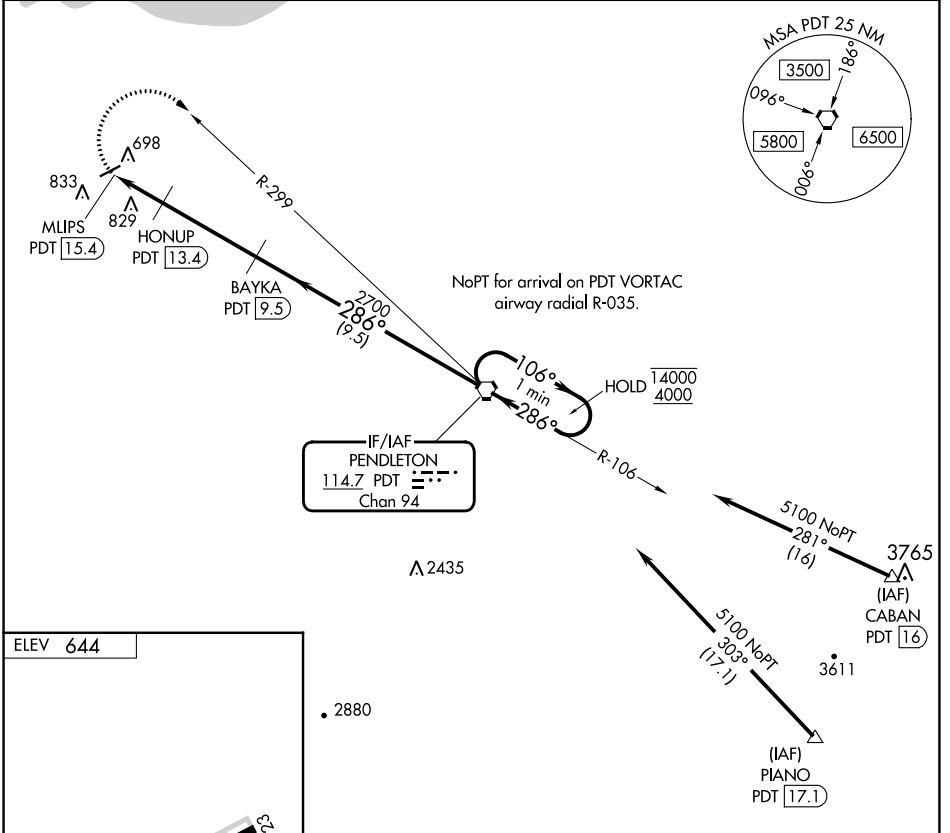 MSA PDT 25 NM
3500
186°
096°
5800
6500
006°
698
833
829
MLIPS
PDT 15.4
HONUP
PDT 13.4
BAYKA
PDT 9.5
R-299
2700
286°
(9.5)
NoPT for arrival on PDT VORTAC
airway radial R-035.
106°
1 min
286°
HOLD 14000
4000
R-106
IF/IAF
PENDLETON
114.7 PDT
Chan 94
2435
5100 NoPT
281°
(16)
3765
(IAF)
CABAN
PDT 16
5100 NoPT
303°
(17.1)
3611
(IAF)
PIANO
PDT 17.1
ELEV 644
2880
23